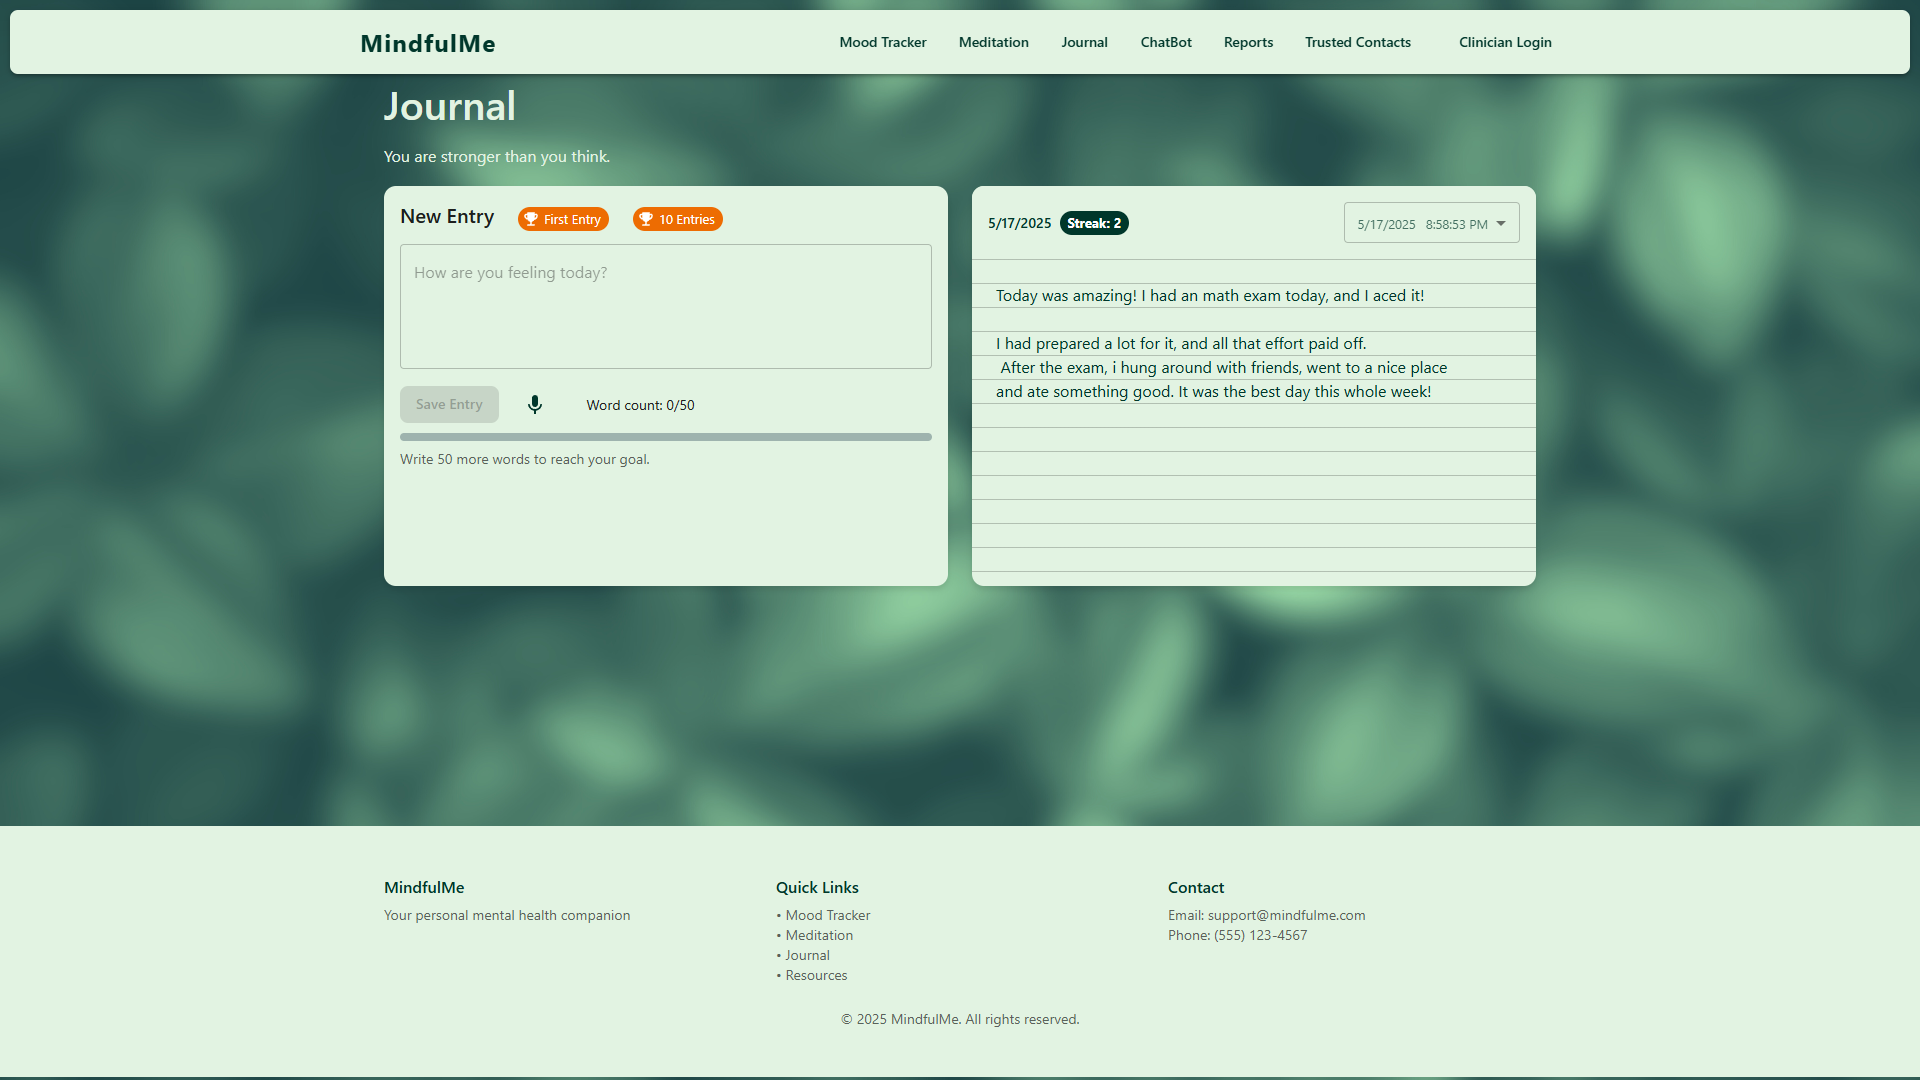 MindfulMe
Mood Tracker
Meditation
Journal
ChatBot
Reports
Trusted Contacts
Clinician Login
Journal
You are stronger than you think.
New Entry
First Entry
10 Entries
How are you feeling today?
Save Entry
Word count: 0/50
Write 50 more words to reach your goal.
5/17/2025
Streak: 2
5/17/2025 8:58:53 PM
Today was amazing! I had an math exam today, and I aced it!
I had prepared a lot for it, and all that effort paid off.
After the exam, i hung around with friends, went to a nice place
and ate something good. It was the best day this whole week!
MindfulMe
Your personal mental health companion
Quick Links
• Mood Tracker
• Meditation
• Journal
• Resources
Contact
Email: support@mindfulme.com
Phone: (555) 123-4567
© 2025 MindfulMe. All rights reserved.